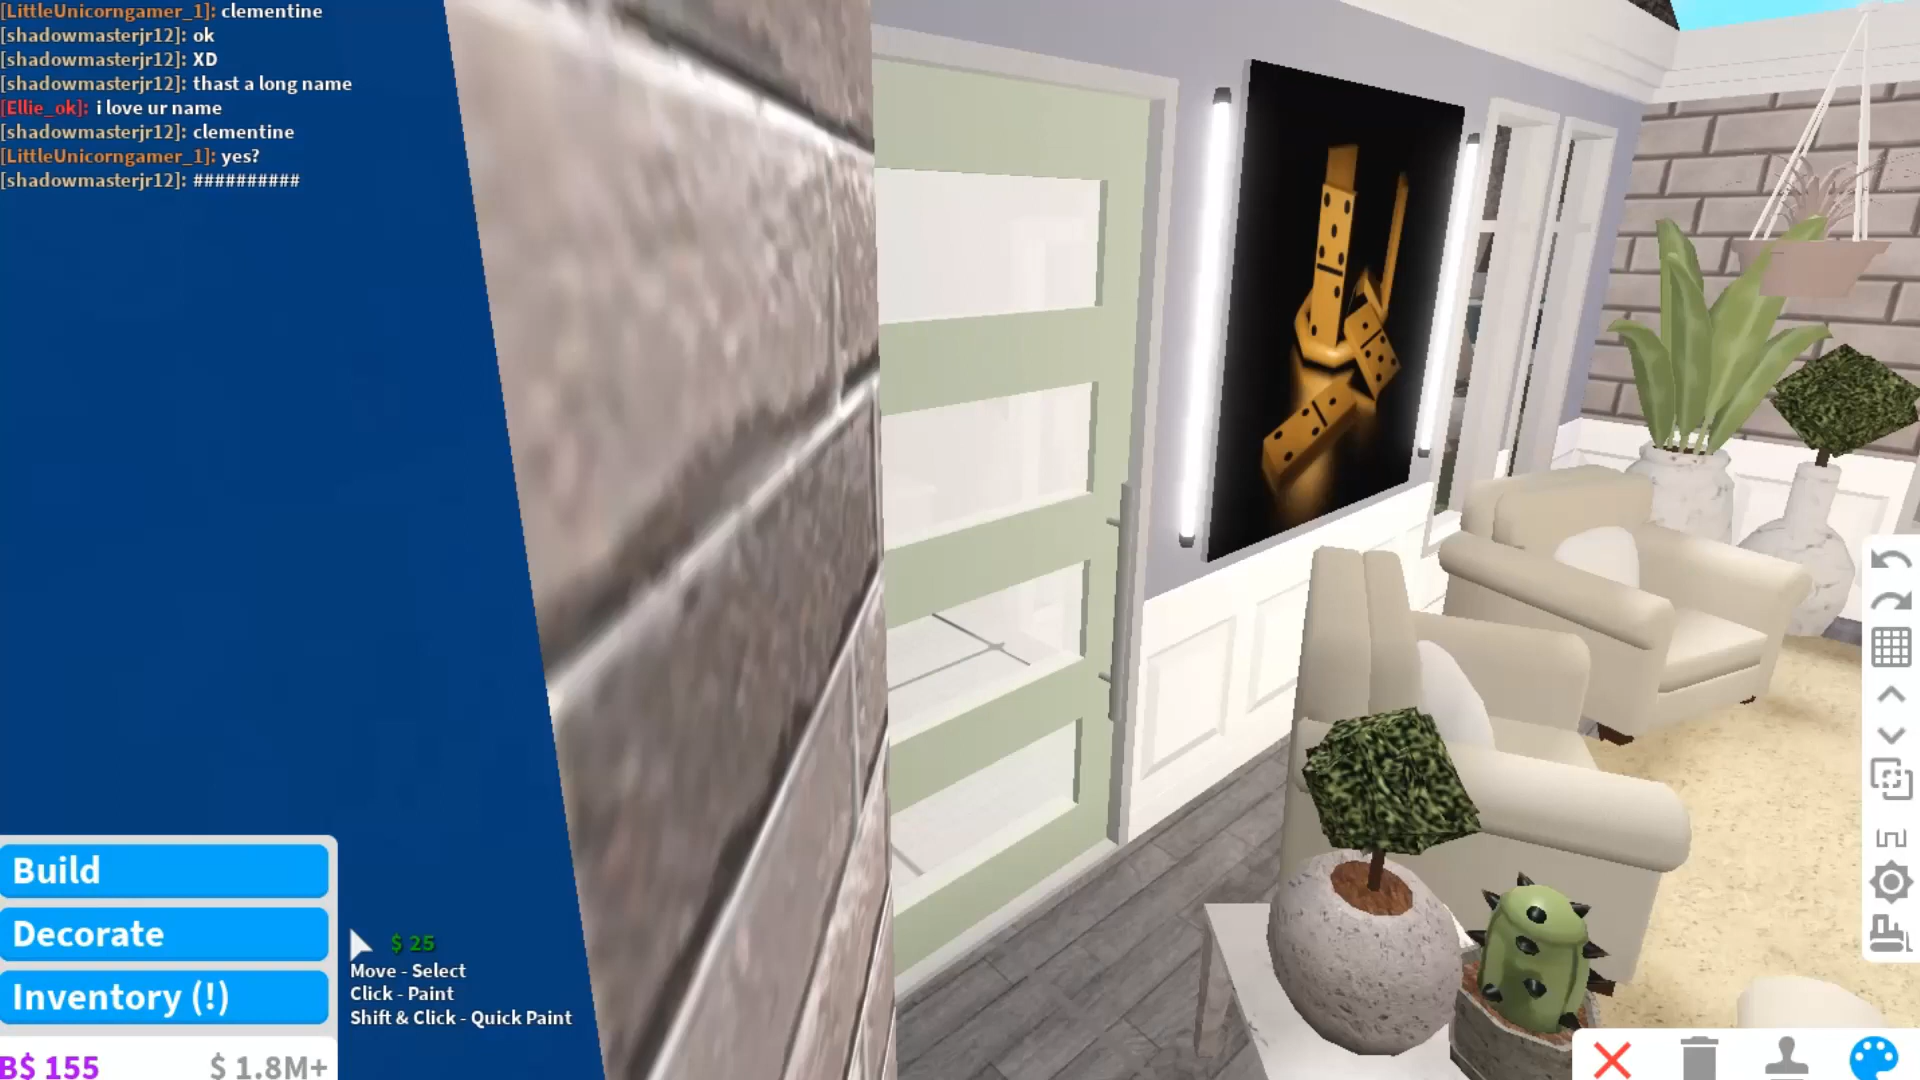 [LittleUnicorngamer_1]: clementine
[shadowmasterjr12]: ok
[shadowmasterjr12]: XD
[shadowmasterjr12]: thast a long name
[Ellie_ok]: i love ur name
[shadowmasterjr12]: clementine
[LittleUnicorngamer_1]: yes?
[shadowmasterjr12]: ##########
Build
Decorate
Inventory (!)
$ 25
Move - Select
Click - Paint
Shift & Click - Quick Paint
B$ 155
$ 1.8M+